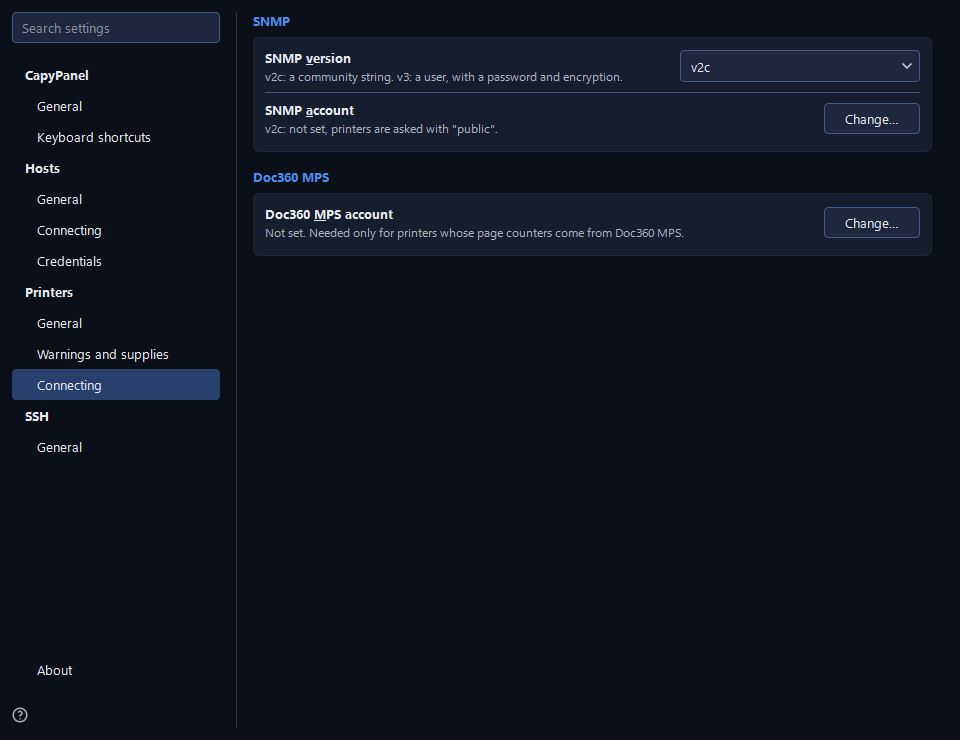 Search settings
CapyPanel
General
Keyboard shortcuts
Hosts
General
Connecting
Credentials
Printers
General
Warnings and supplies
Connecting
SSH
General
About
SNMP
SNMP version
v2c: a community string. v3: a user, with a password and encryption.
v2c
SNMP account
v2c: not set, printers are asked with "public".
Change...
Doc360 MPS
Doc360 MPS account
Not set. Needed only for printers whose page counters come from Doc360 MPS.
Change...